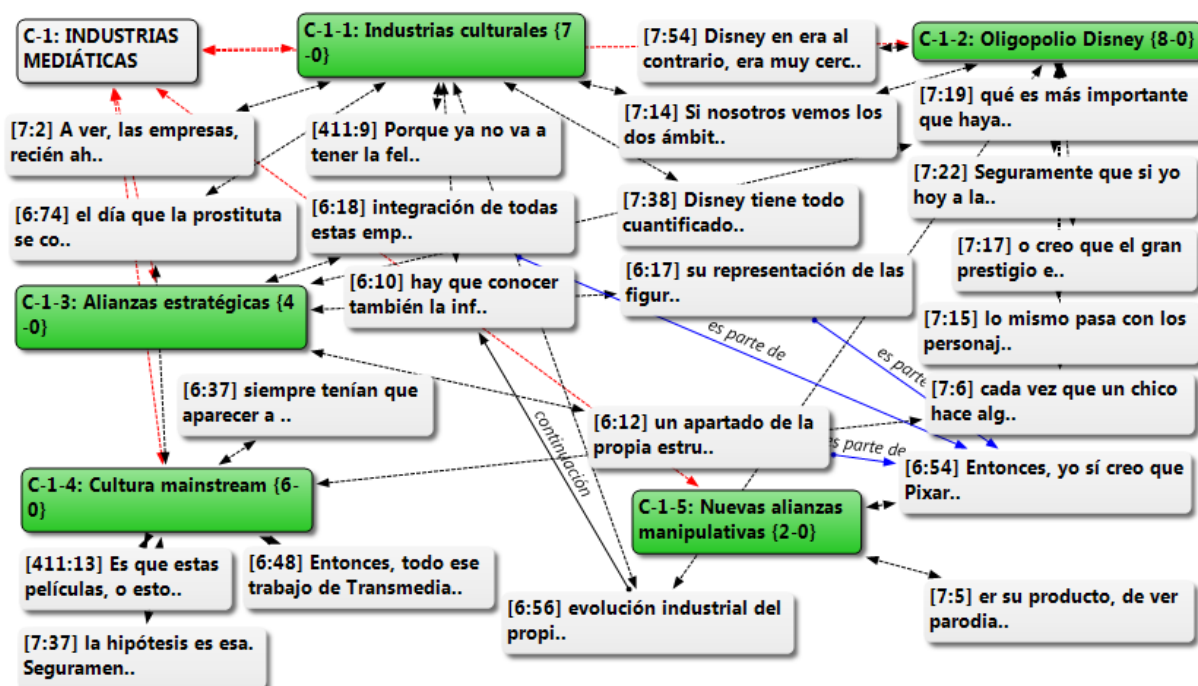 C-1: INDUSTRIAS
MEDIÁTICAS
C-1-1: Industrias culturales {7
-0}
[7:54] Disney en era al
contrario, era muy cerc..
C-1-2: Oligopolio Disney {8-0}
[7:2] A ver, las empresas,
recién ah..
[411:9] Porque ya no va a
tener la fel..
[7:14] Si nosotros vemos los
dos ámbit..
[7:19] qué es más importante
que haya..
[7:22] Seguramente que si yo
hoy a la..
[6:74] el día que la prostituta
se co..
[6:18] integración de todas
estas emp..
[7:38] Disney tiene todo
cuantificado..
[7:17] o creo que el gran
prestigio e..
C-1-3: Alianzas estratégicas {4
-0}
[6:10] hay que conocer
también la inf..
[6:17] su representación de las
figur..
[7:15] lo mismo pasa con los
personaj..
es parte de
es parte
[6:37] siempre tenían que
aparecer a ..
[7:6] cada vez que un chico
hace alg..
continuación
[6:12] un apartado de la
propia estru..
es parte de
[6:54] Entonces, yo sí creo que
Pixar..
C-1-4: Cultura mainstream {6-
0}
C-1-5: Nuevas alianzas
manipulativas {2-0}
[411:13] Es que estas
películas, o esto..
[6:48] Entonces, todo ese
trabajo de Transmedia..
[6:56] evolución industrial del
propi..
[7:5] er su producto, de ver
parodia..
[7:37] la hipótesis es esa.
Seguramen..